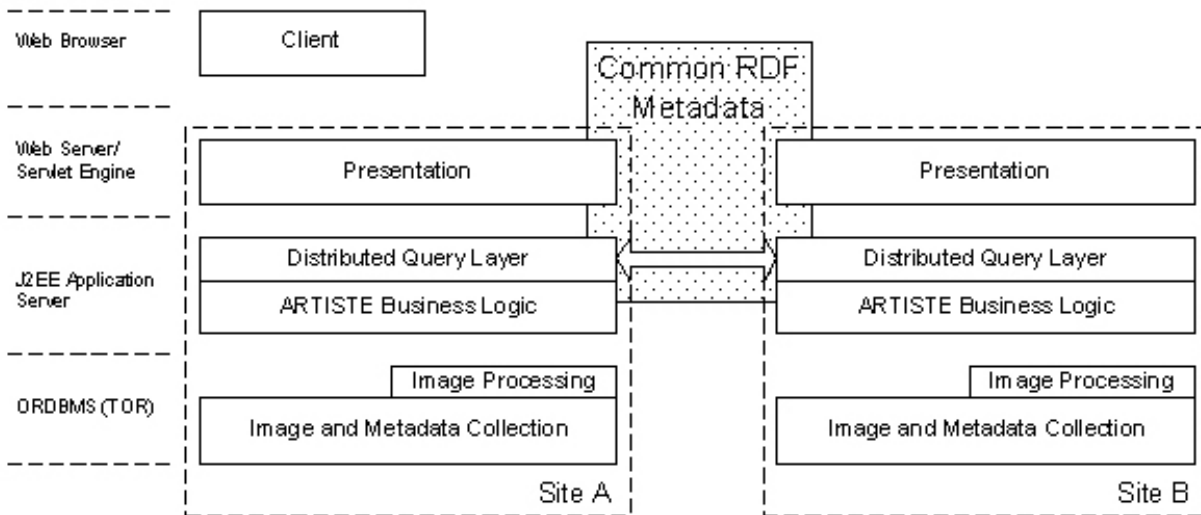 Web Browser
Client
Common RDF
Metadata
Web Server/
Servlet Engine
Presentation
Presentation
J2EE Application
Server
Distributed Query Layer
ARTISTE Business Logic
Distributed Query Layer
ARTISTE Business Logic
ORDBMS (TOR)
Image Processing
Image and Metadata Collection
Image Processing
Image and Metadata Collection
Site A
Site B